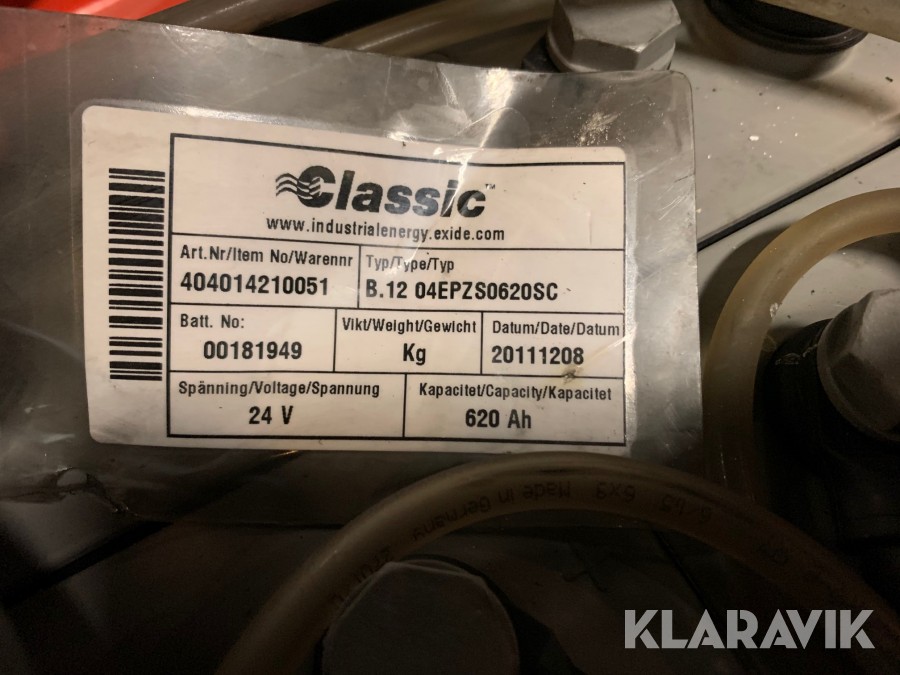 Classic™
www.industrialenergy.exide.com
Art.Nr/Item No/Warennr
404014210051
Typ/Type/Typ
B.12 04EPZS0620SC
Batt. No:
00181949
Vikt/Weight/Gewicht
Kg
Datum/Date/Datum
20111208
Spänning/Voltage/Spannung
24 V
Kapacitet/Capacity/Kapacitet
620 Ah
Made in Germany
KLARAVIK